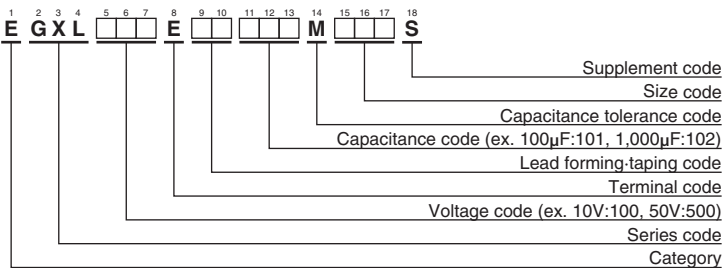 1 2 3 4 5 6 7 8 9 10 11 12 13 14 15 16 17 18
E G X L E M S
Supplement code
Size code
Capacitance tolerance code
Capacitance code (ex. 100µF:101, 1,000µF:102)
Lead forming·taping code
Terminal code
Voltage code (ex. 10V:100, 50V:500)
Series code
Category